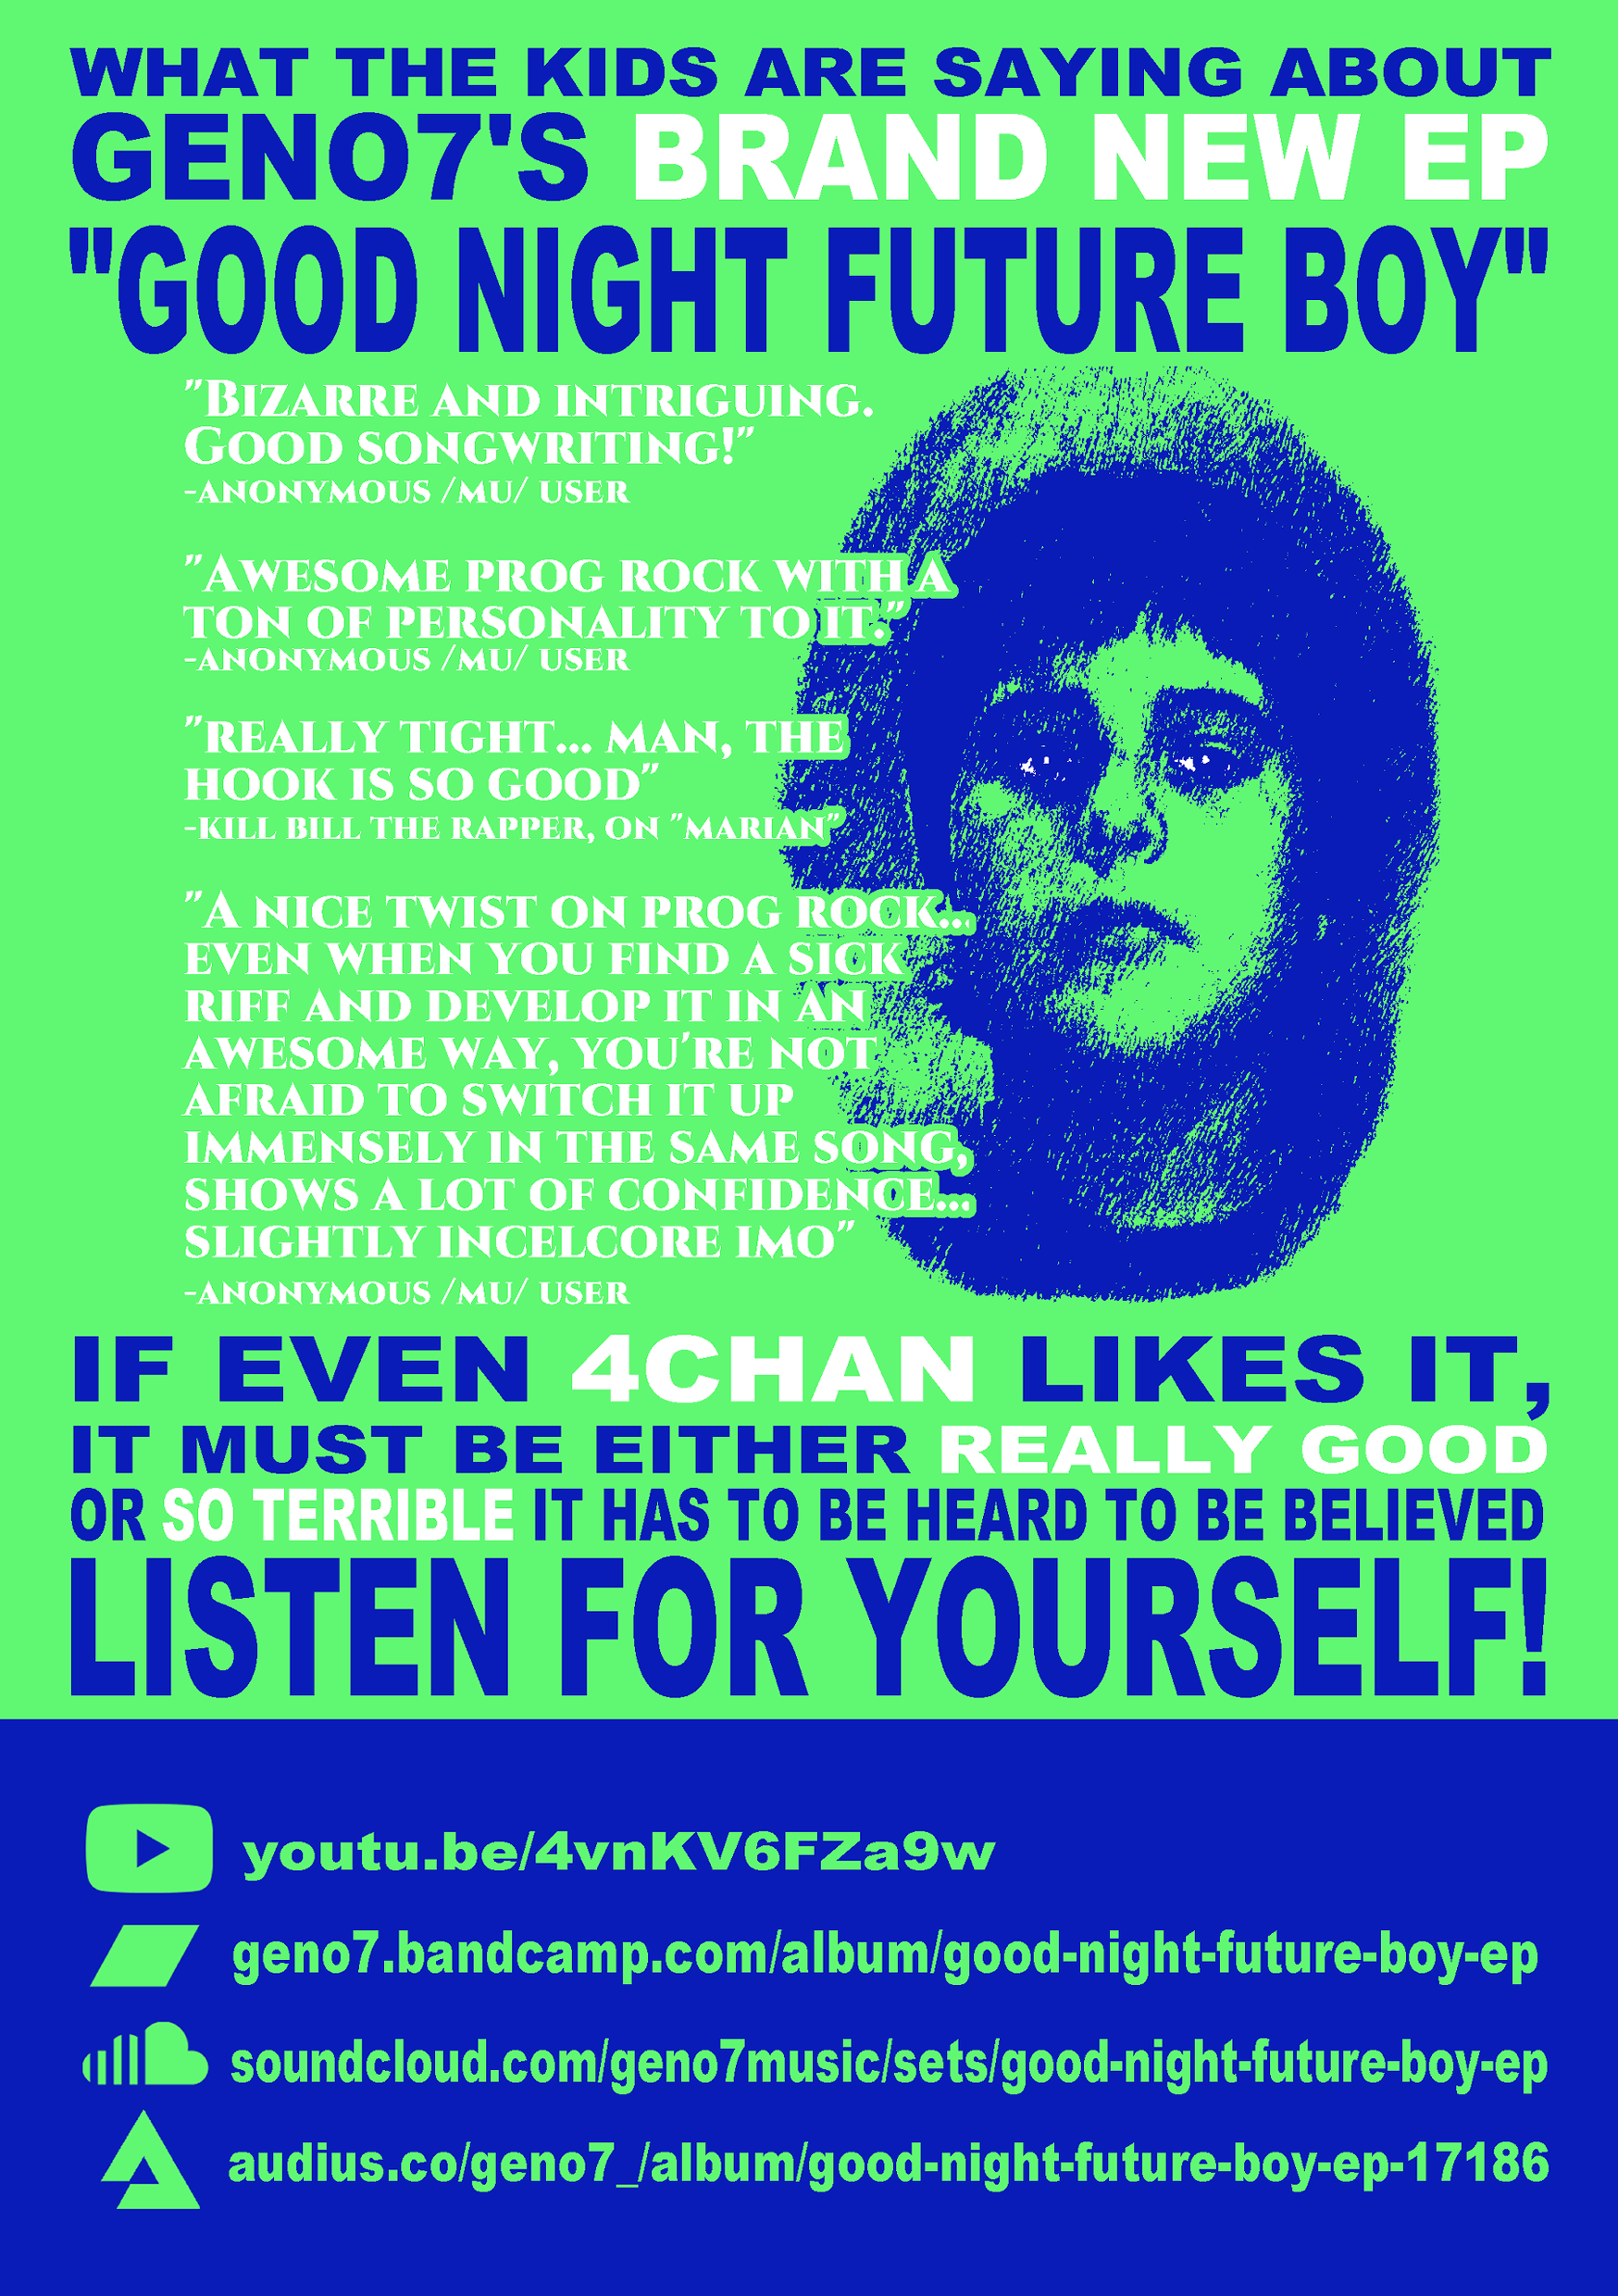 WHAT THE KIDS ARE SAYING ABOUT
GENO7'S BRAND NEW EP
"GOOD NIGHT FUTURE BOY"
"Bizarre and intriguing.
Good songwriting!"
-anonymous /mu/ user
"Awesome prog rock with a
ton of personality to it."
-anonymous /mu/ user
"really tight... man, the
hook is so good"
-kill bill the rapper, on "marian"
"A nice twist on prog rock...
even when you find a sick
riff and develop it in an
awesome way, you're not
afraid to switch it up
immensely in the same song,
shows a lot of confidence...
slightly incelcore imo"
-anonymous /mu/ user
IF EVEN 4CHAN LIKES IT,
IT MUST BE EITHER REALLY GOOD
OR SO TERRIBLE IT HAS TO BE HEARD TO BE BELIEVED
LISTEN FOR YOURSELF!
youtu.be/4vnKV6FZa9w
geno7.bandcamp.com/album/good-night-future-boy-ep
soundcloud.com/geno7music/sets/good-night-future-boy-ep
audius.co/geno7_/album/good-night-future-boy-ep-17186